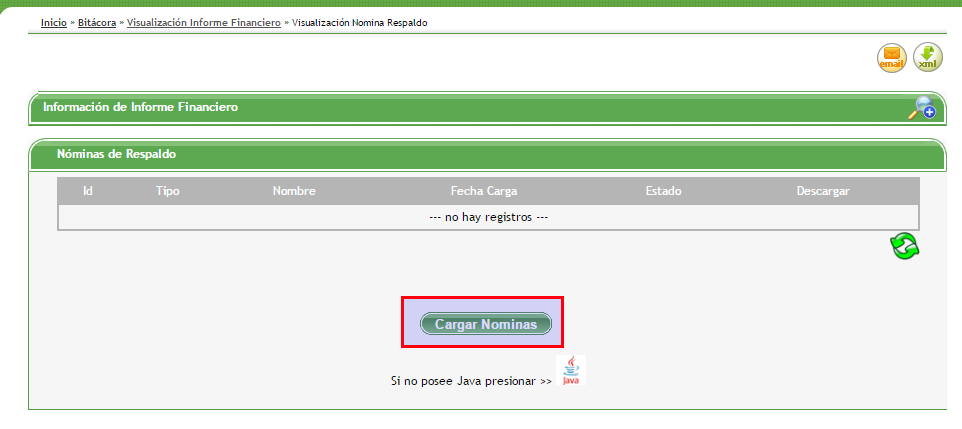 Inicio » Bitácora » Visualización Informe Financiero » Visualización Nomina Respaldo
email xml
Información de Informe Financiero
Nóminas de Respaldo
Id Tipo Nombre Fecha Carga Estado Descargar
--- no hay registros ---
Cargar Nominas
Si no posee Java presionar >> Java